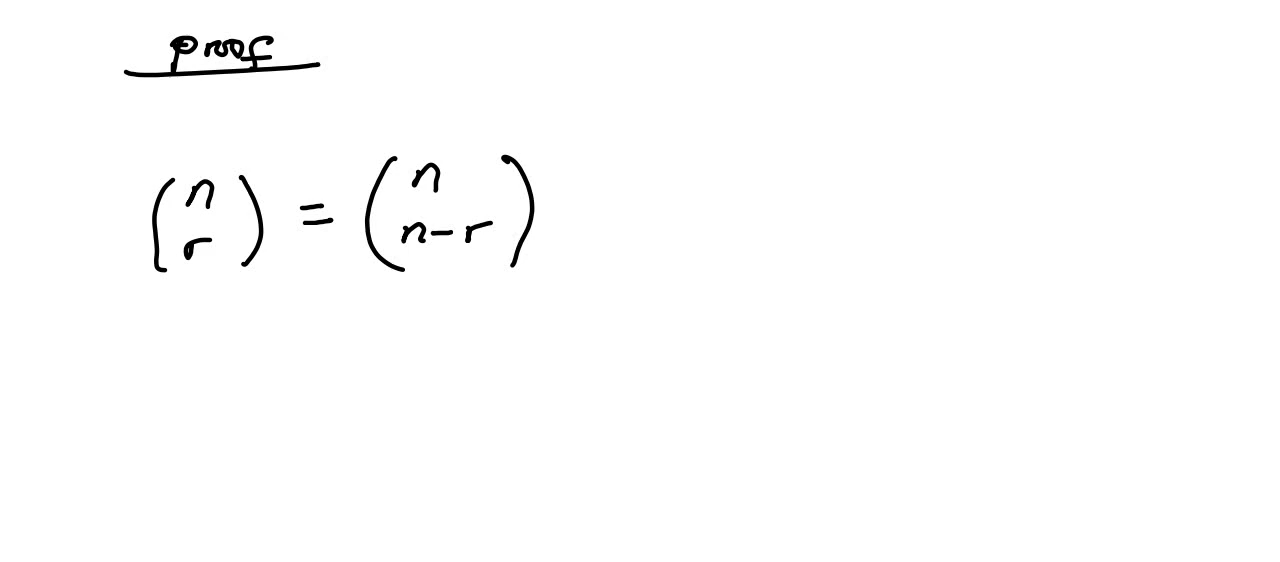 proof
(n r) = (n n-r)